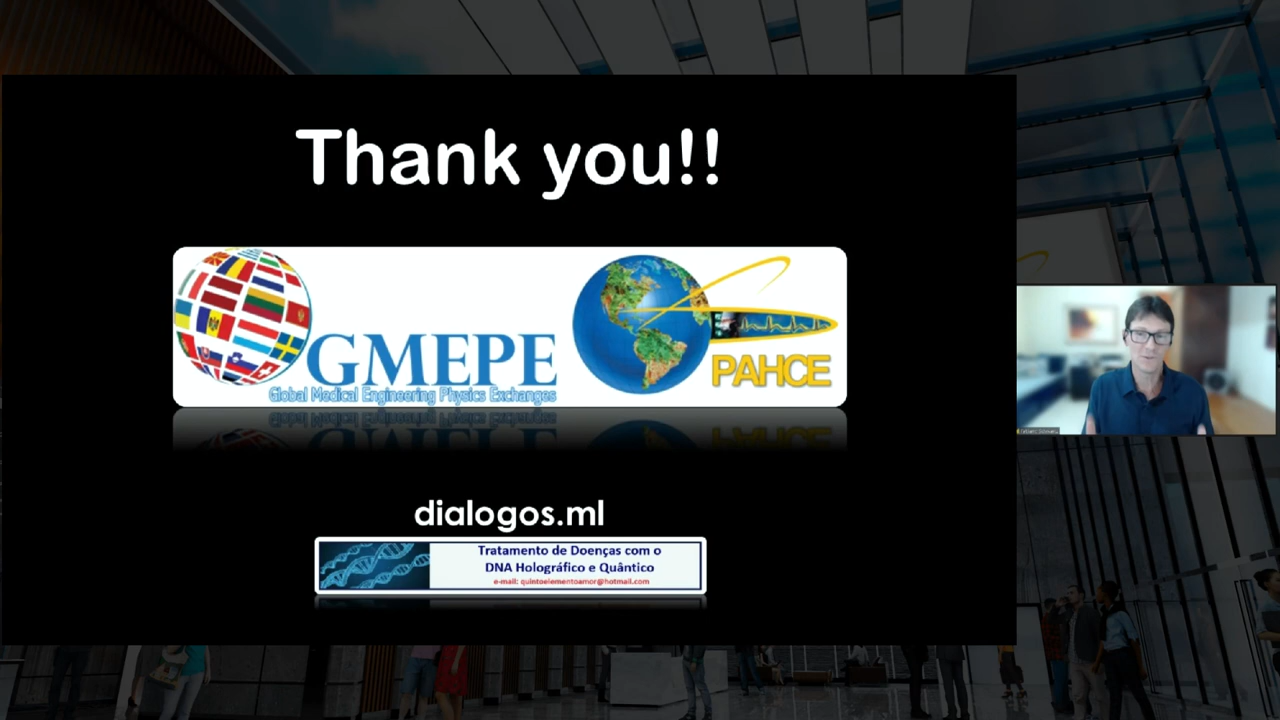 Thank you!!
GMEPE
Global Medical Engineering Physics Exchanges
PAHCE
dialogos.ml
Tratamento de Doenças com o
DNA Holográfico e Quântico
e-mail: quintoelementoamor@hotmail.com